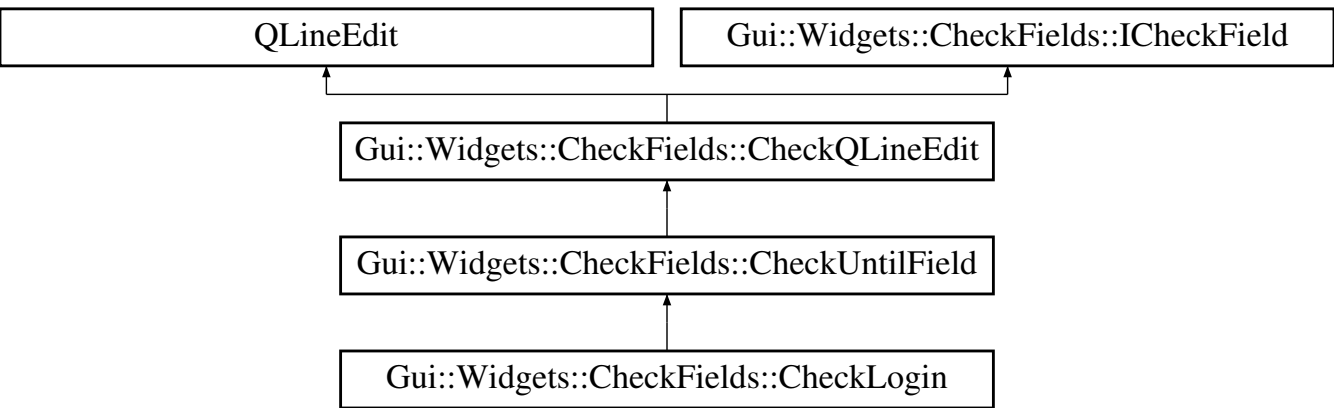 QLineEdit
Gui::Widgets::CheckFields::ICheckField
Gui::Widgets::CheckFields::CheckQLineEdit
Gui::Widgets::CheckFields::CheckUntilField
Gui::Widgets::CheckFields::CheckLogin